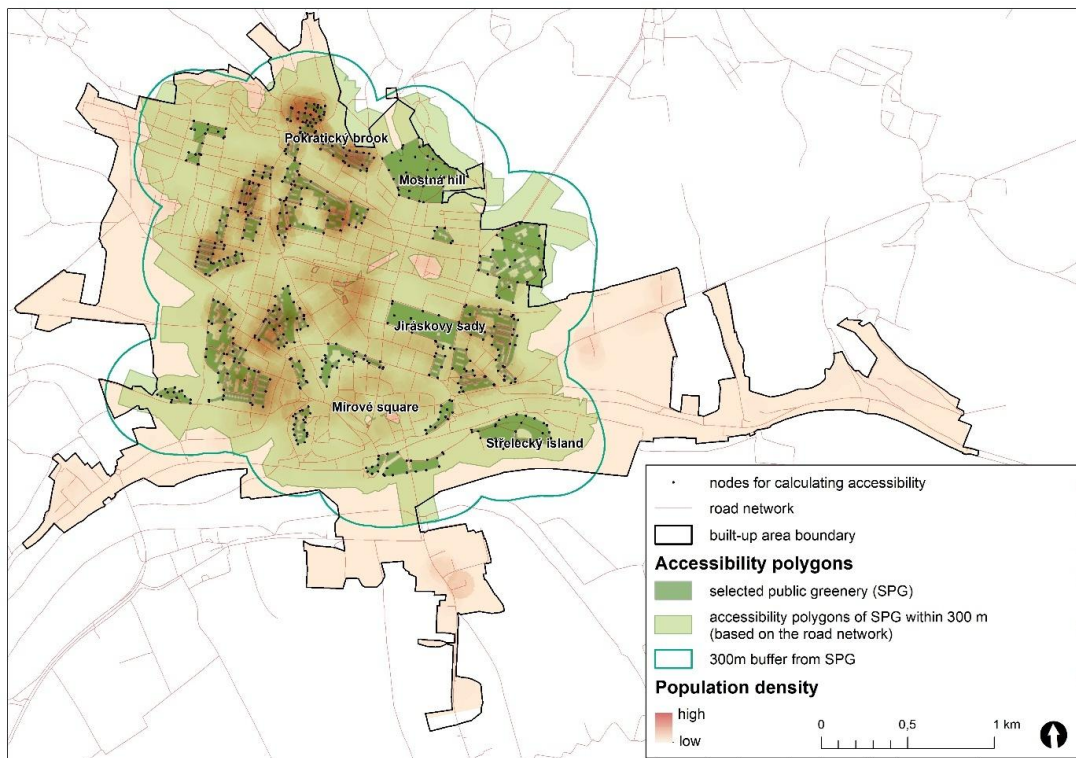 Pokratický brook
Mostná hill
Jiráskovy sady
Mírové square
Střelecký island
nodes for calculating accessibility
road network
built-up area boundary
Accessibility polygons
selected public greenery (SPG)
accessibility polygons of SPG within 300 m
(based on the road network)
300m buffer from SPG
Population density
high
low
0 0,5 1 km